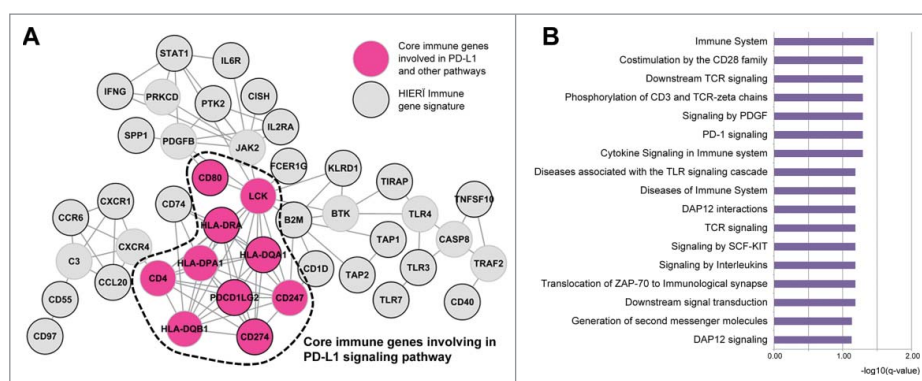 A
STAT1
IL6R
IFNG
PRKCD
PTK2
CISH
SPP1
PDGFB
IL2RA
JAK2
FCER1G
KLRD1
CD80
LCK
TIRAP
TNFSF10
CXCR1
CD74
CCR6
HLA-DRA
B2M
BTK
TLR4
CXCR4
TAP1
CASP8
C3
HLA-DPA1
HLA-DQA1
CD4
CD1D
TAP2
TLR3
TRAF2
CCL20
CD55
PDCD1LG2
CD247
TLR7
CD40
CD97
HLA-DQB1
CD274
Core immune genes
involved in PD-L1
and other pathways
HIERĪ Immune
gene signature
Core immune genes involving in
PD-L1 signaling pathway
B
Immune System
Costimulation by the CD28 family
Downstream TCR signaling
Phosphorylation of CD3 and TCR-zeta chains
Signaling by PDGF
PD-1 signaling
Cytokine Signaling in Immune system
Diseases associated with the TLR signaling cascade
Diseases of Immune System
DAP12 interactions
TCR signaling
Signaling by SCF-KIT
Signaling by Interleukins
Translocation of ZAP-70 to Immunological synapse
Downstream signal transduction
Generation of second messenger molecules
DAP12 signaling
0.00 1.00 2.00
-log10(q-value)